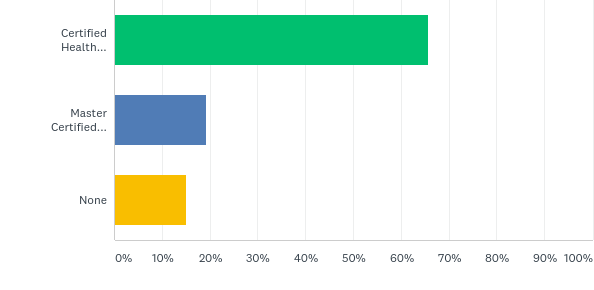 Certified
Health...
Master
Certified...
None
0% 10% 20% 30% 40% 50% 60% 70% 80% 90% 100%